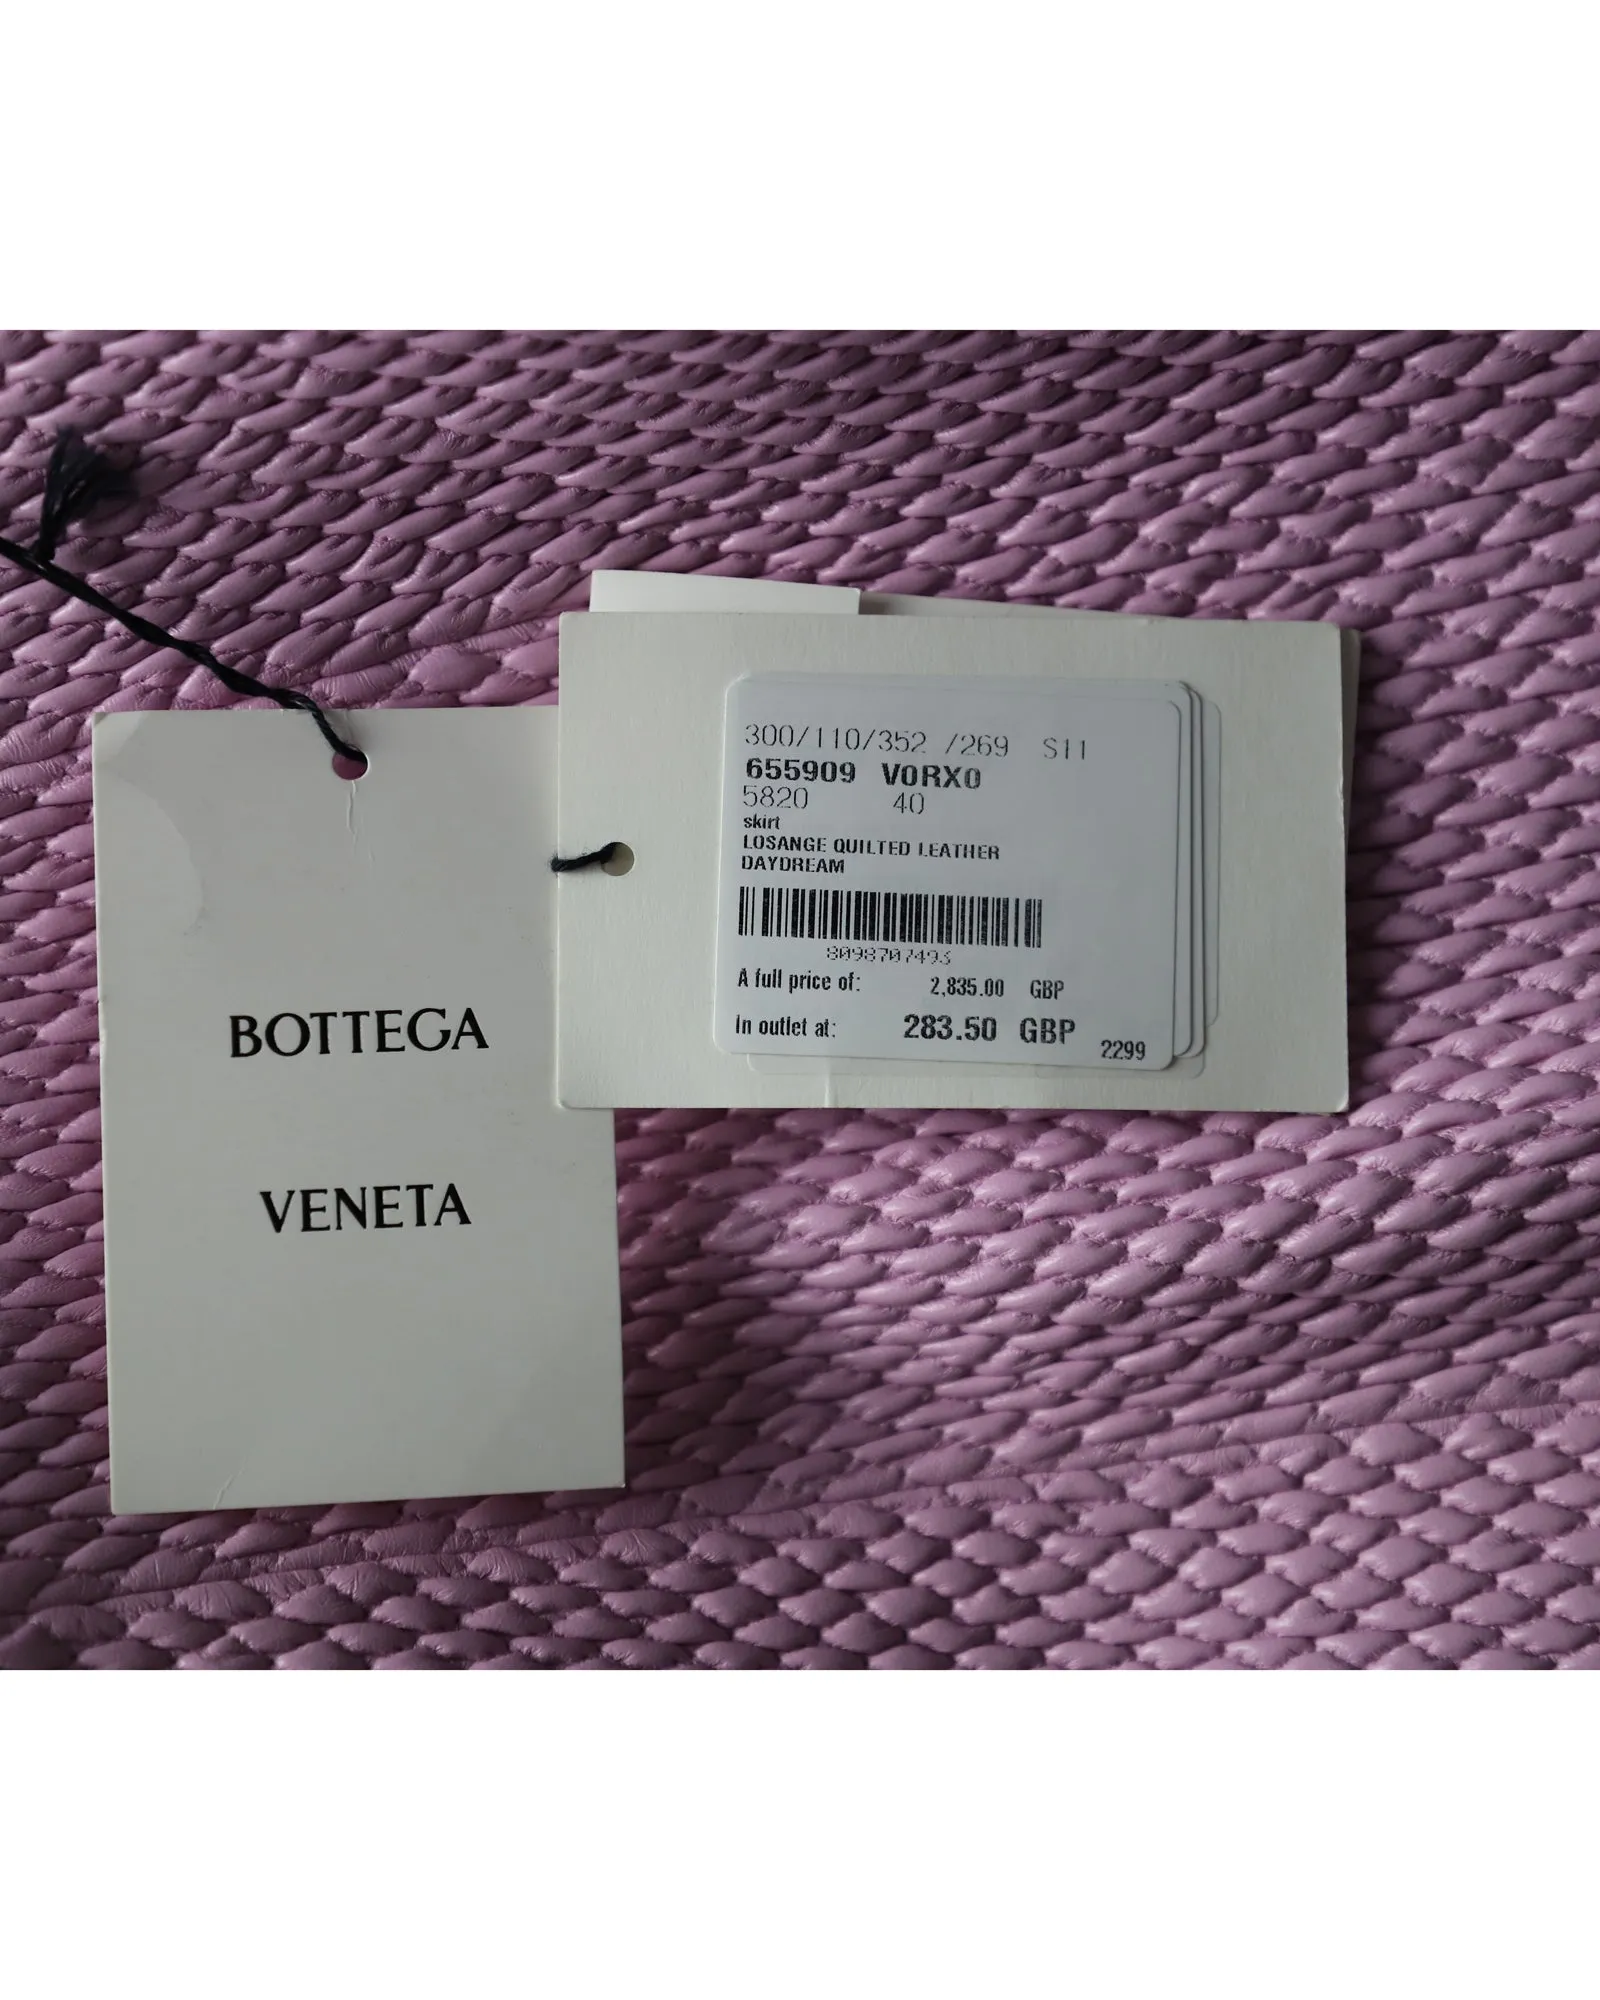 BOTTEGA
VENETA
300/110/352 /269 S11
655909 V0RX0
5820 40
skirt
LOSANGE QUILTED LEATHER
DAYDREAM
8098707493
A full price of: 2,835.00 GBP
In outlet at: 283.50 GBP 2299